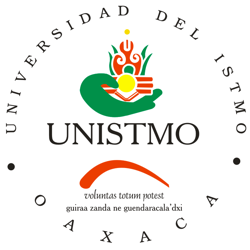 UNIVERSIDAD DEL ISTMO
UNISTMO
voluntas totum potest
guiraa zanda ne guendaracala'dxi
OAXACA